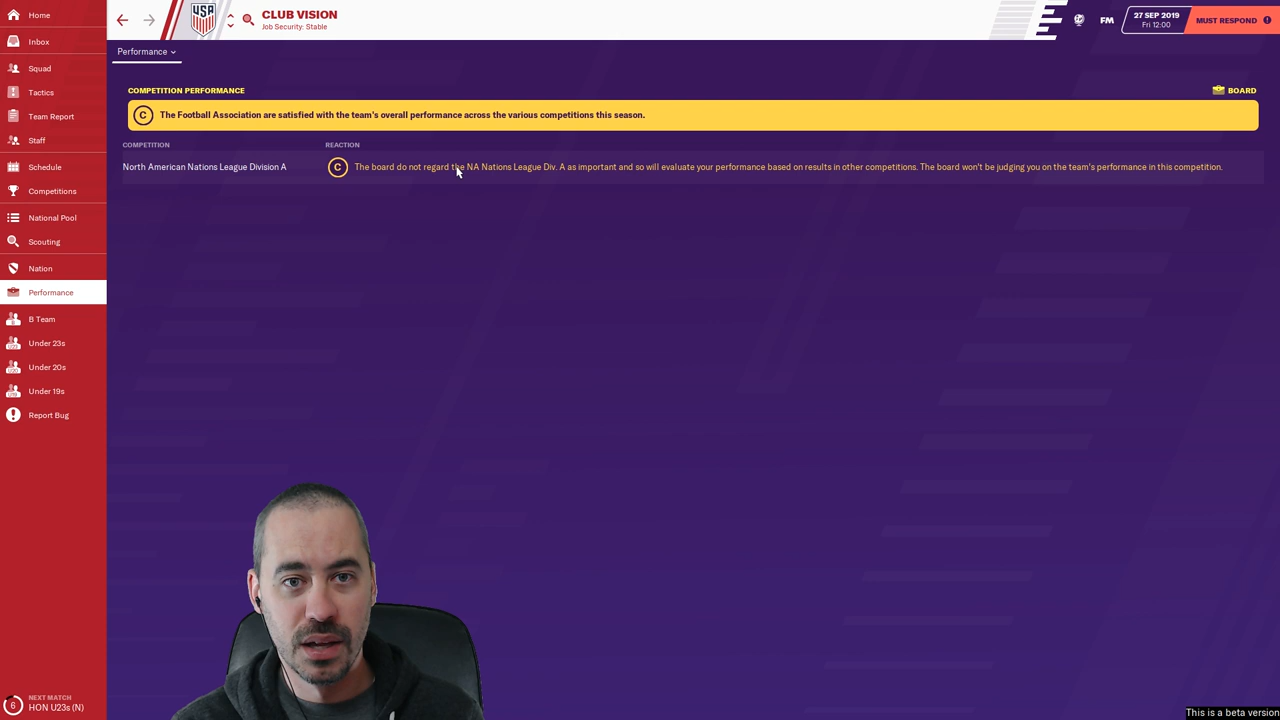 Home
Inbox
Squad
Tactics
Team Report
Staff
Schedule
Competitions
National Pool
Scouting
Nation
Performance
B Team
Under 23s
Under 20s
Under 19s
Report Bug
6
NEXT MATCH
HON U23s (N)
USA
CLUB VISION
Job Security: Stable
FM
27 SEP 2019
Fri 12:00
MUST RESPOND
Performance
COMPETITION PERFORMANCE
BOARD
C The Football Association are satisfied with the team's overall performance across the various competitions this season.
COMPETITION REACTION
North American Nations League Division A C The board do not regard the NA Nations League Div. A as important and so will evaluate your performance based on results in other competitions. The board won't be judging you on the team's performance in this competition.
This is a beta version